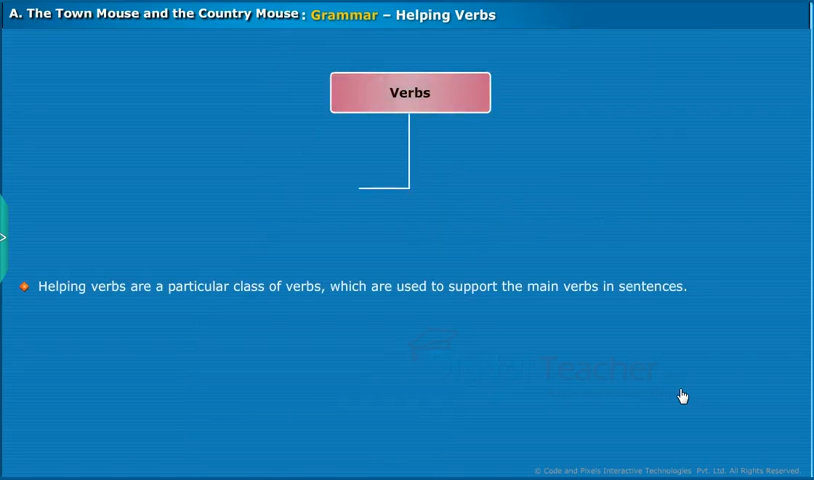 A. The Town Mouse and the Country Mouse : Grammar – Helping Verbs
Verbs
Helping verbs are a particular class of verbs, which are used to support the main verbs in sentences.
Teacher
© Code and Pixels Interactive Technologies Pvt. Ltd. All Rights Reserved.